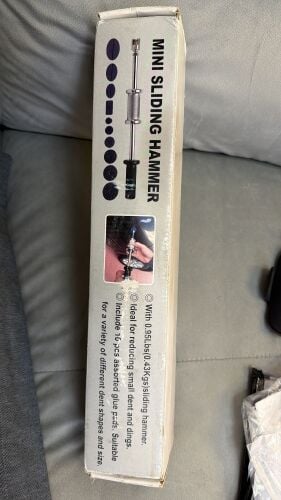 MINI SLIDING HAMMER
With 0.95Lbs(0.43Kgs)sliding hammer.
Ideal for reducing small dent and dings.
Include 16 pcs assorted glue pads. Suitable
for a variety of different dent shapes and size.